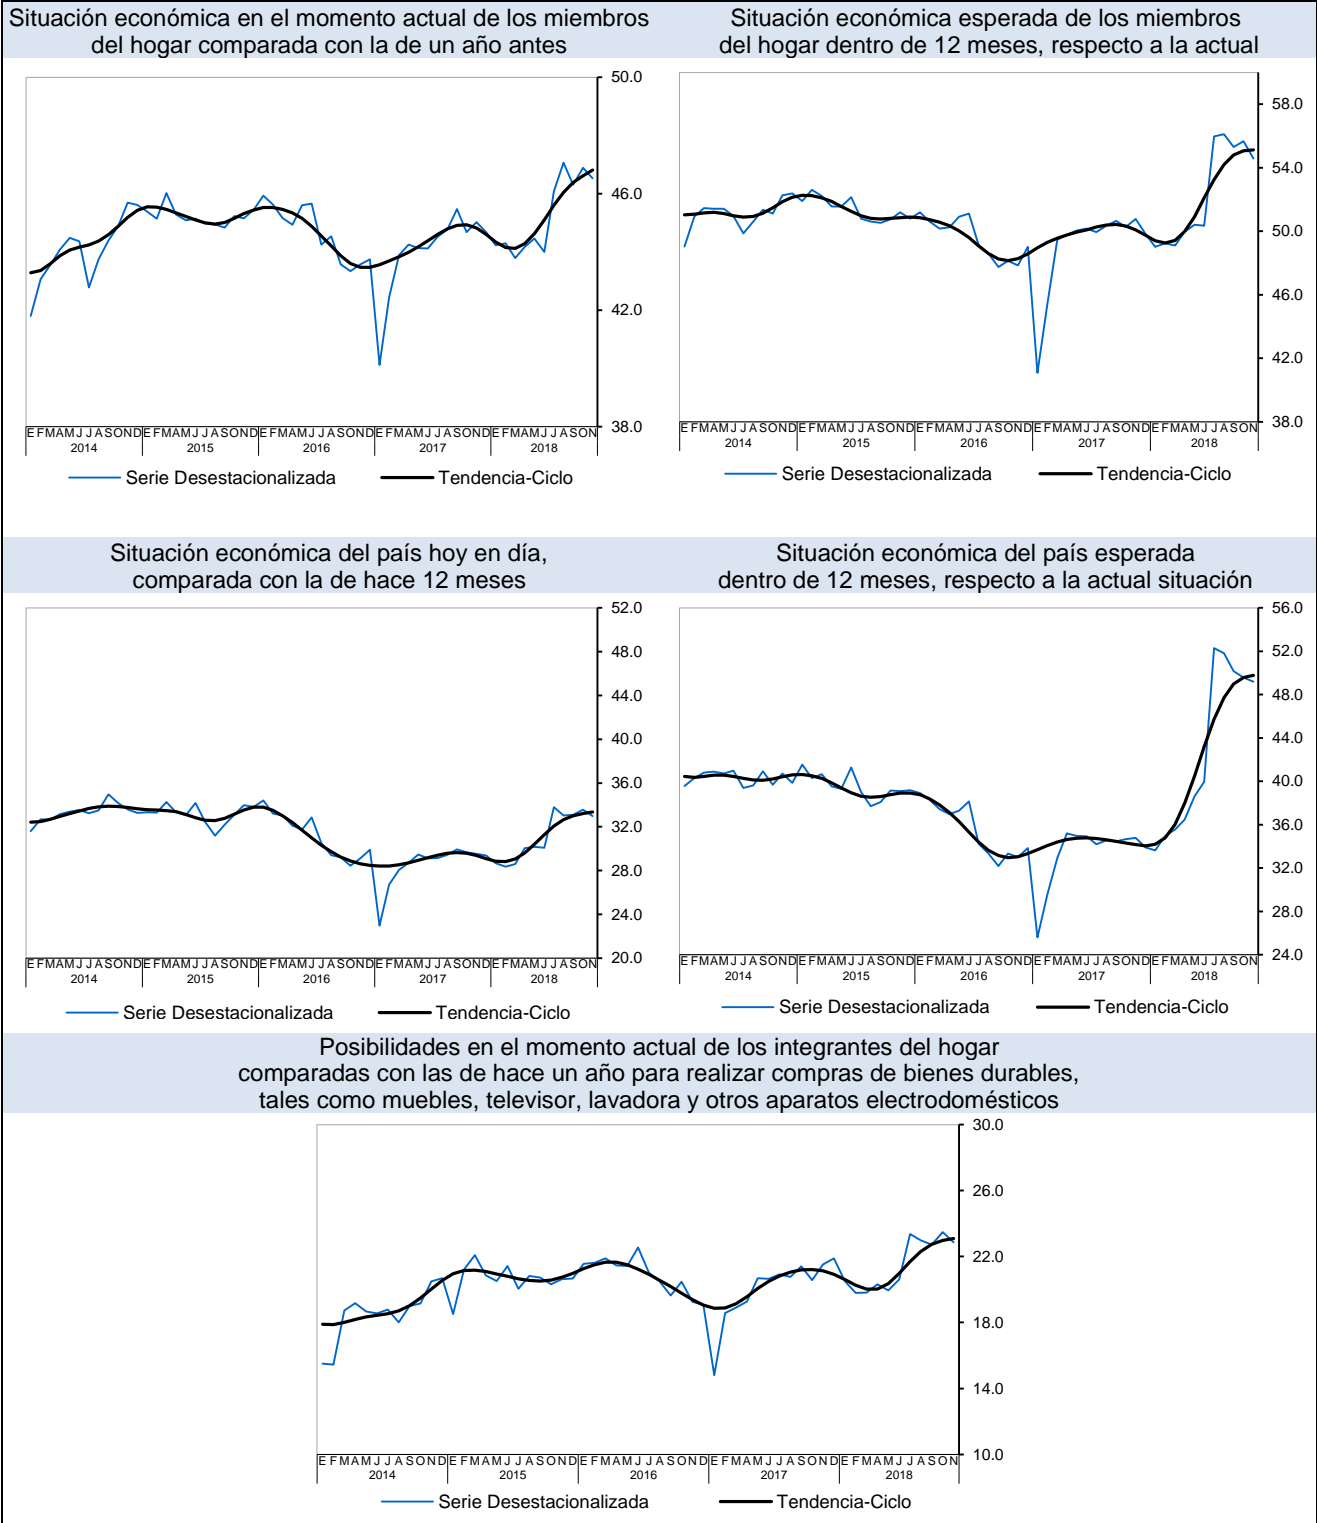 Situación económica en el momento actual de los miembros
del hogar comparada con la de un año antes
50.0
46.0
42.0
38.0
E F M A M J J A S O N D E F M A M J J A S O N D E F M A M J J A S O N D E F M A M J J A S O N D E F M A M J J A S O N
2014 2015 2016 2017 2018
Serie Desestacionalizada Tendencia-Ciclo
Situación económica esperada de los miembros
del hogar dentro de 12 meses, respecto a la actual
58.0
54.0
50.0
46.0
42.0
38.0
E F M A M J J A S O N D E F M A M J J A S O N D E F M A M J J A S O N D E F M A M J J A S O N D E F M A M J J A S O N
2014 2015 2016 2017 2018
Serie Desestacionalizada Tendencia-Ciclo
Situación económica del país hoy en día,
comparada con la de hace 12 meses
52.0
48.0
44.0
40.0
36.0
32.0
28.0
24.0
20.0
E F M A M J J A S O N D E F M A M J J A S O N D E F M A M J J A S O N D E F M A M J J A S O N D E F M A M J J A S O N
2014 2015 2016 2017 2018
Serie Desestacionalizada Tendencia-Ciclo
Situación económica del país esperada
dentro de 12 meses, respecto a la actual situación
56.0
52.0
48.0
44.0
40.0
36.0
32.0
28.0
24.0
E F M A M J J A S O N D E F M A M J J A S O N D E F M A M J J A S O N D E F M A M J J A S O N D E F M A M J J A S O N
2014 2015 2016 2017 2018
Serie Desestacionalizada Tendencia-Ciclo
Posibilidades en el momento actual de los integrantes del hogar
comparadas con las de hace un año para realizar compras de bienes durables,
tales como muebles, televisor, lavadora y otros aparatos electrodomésticos
30.0
26.0
22.0
18.0
14.0
10.0
E F M A M J J A S O N D E F M A M J J A S O N D E F M A M J J A S O N D E F M A M J J A S O N D E F M A M J J A S O N
2014 2015 2016 2017 2018
Serie Desestacionalizada Tendencia-Ciclo